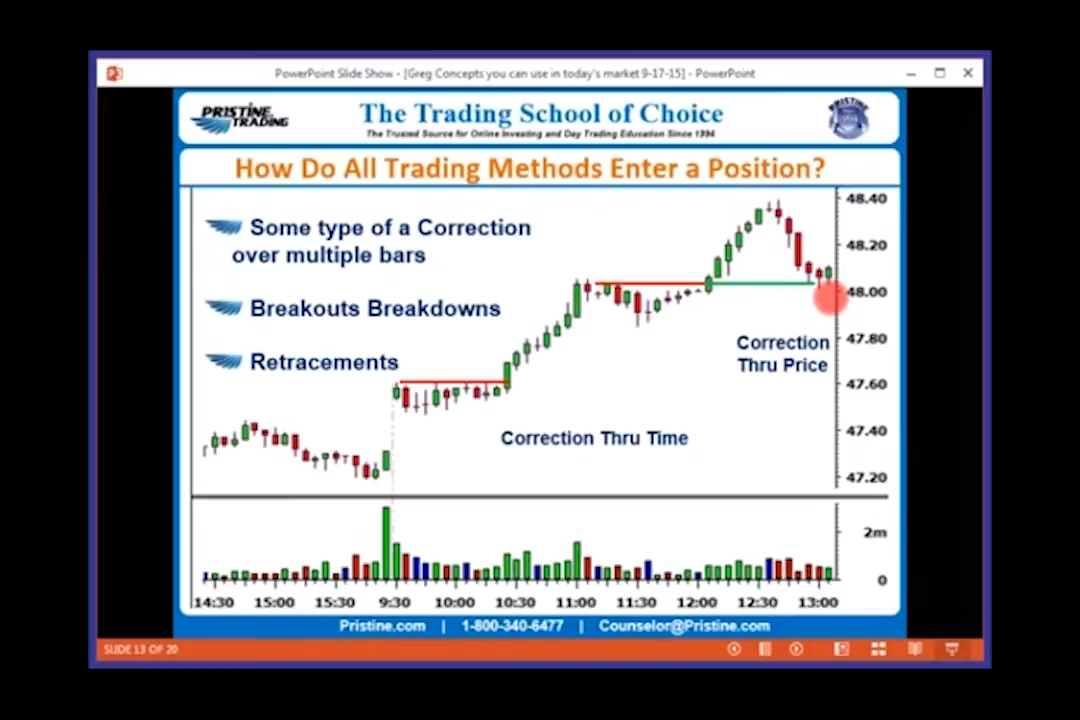 PowerPoint Slide Show - [Greg Concepts you can use in today's market 9-17-15] - PowerPoint
PRISTINE
TRADING
The Trading School of Choice
The Trusted Source for Online Investing and Day Trading Education Since 1994
PRISTINE
How Do All Trading Methods Enter a Position?
Some type of a Correction
over multiple bars
Breakouts Breakdowns
Retracements
Correction Thru Time
Correction
Thru Price
48.40
48.20
48.00
47.80
47.60
47.40
47.20
2m
0
14:30 15:00 15:30 9:30 10:00 10:30 11:00 11:30 12:00 12:30 13:00
Pristine.com | 1-800-340-6477 | Counselor@Pristine.com
SLIDE 13 OF 20